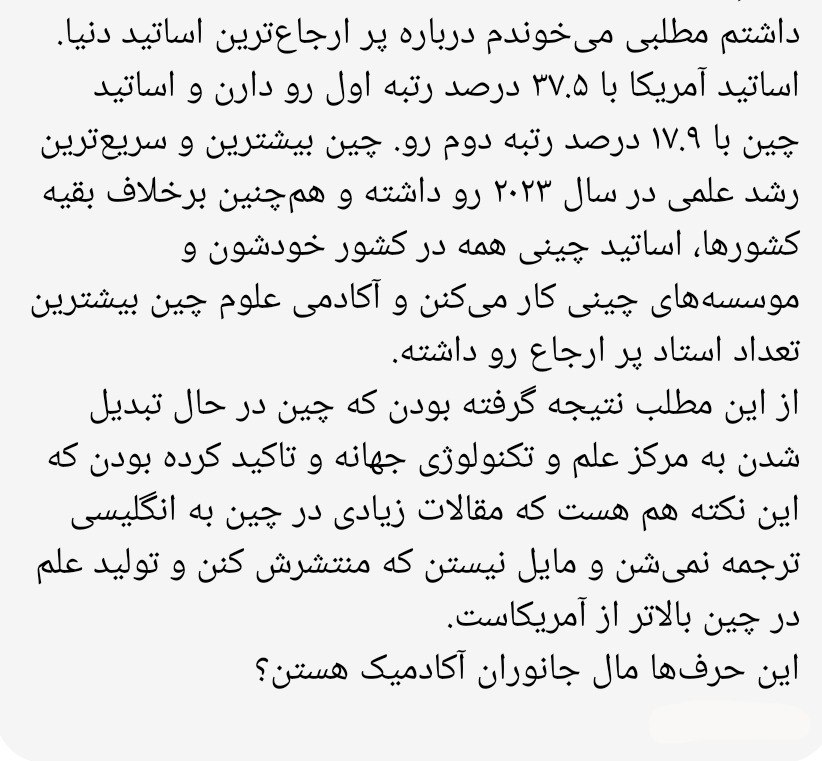 داشتم مطلبی می‌خوندم درباره پر ارجاع‌ترین اساتید دنیا.
اساتید آمریکا با ۳۷.۵ درصد رتبه اول رو دارن و اساتید
چین با ۱۷.۹ درصد رتبه دوم رو. چین بیشترین و سریع‌ترین
رشد علمی در سال ۲۰۲۳ رو داشته و هم‌چنین برخلاف بقیه
کشورها، اساتید چینی همه در کشور خودشون و
موسسه‌های چینی کار می‌کنن و آکادمی علوم چین بیشترین
تعداد استاد پر ارجاع رو داشته.
از این مطلب نتیجه گرفته بودن که چین در حال تبدیل
شدن به مرکز علم و تکنولوژی جهانه و تاکید کرده بودن که
این نکته هم هست که مقالات زیادی در چین به انگلیسی
ترجمه نمی‌شن و مایل نیستن که منتشرش کنن و تولید علم
در چین بالاتر از آمریکاست.
این حرف‌ها مال جانوران آکادمیک هستن؟